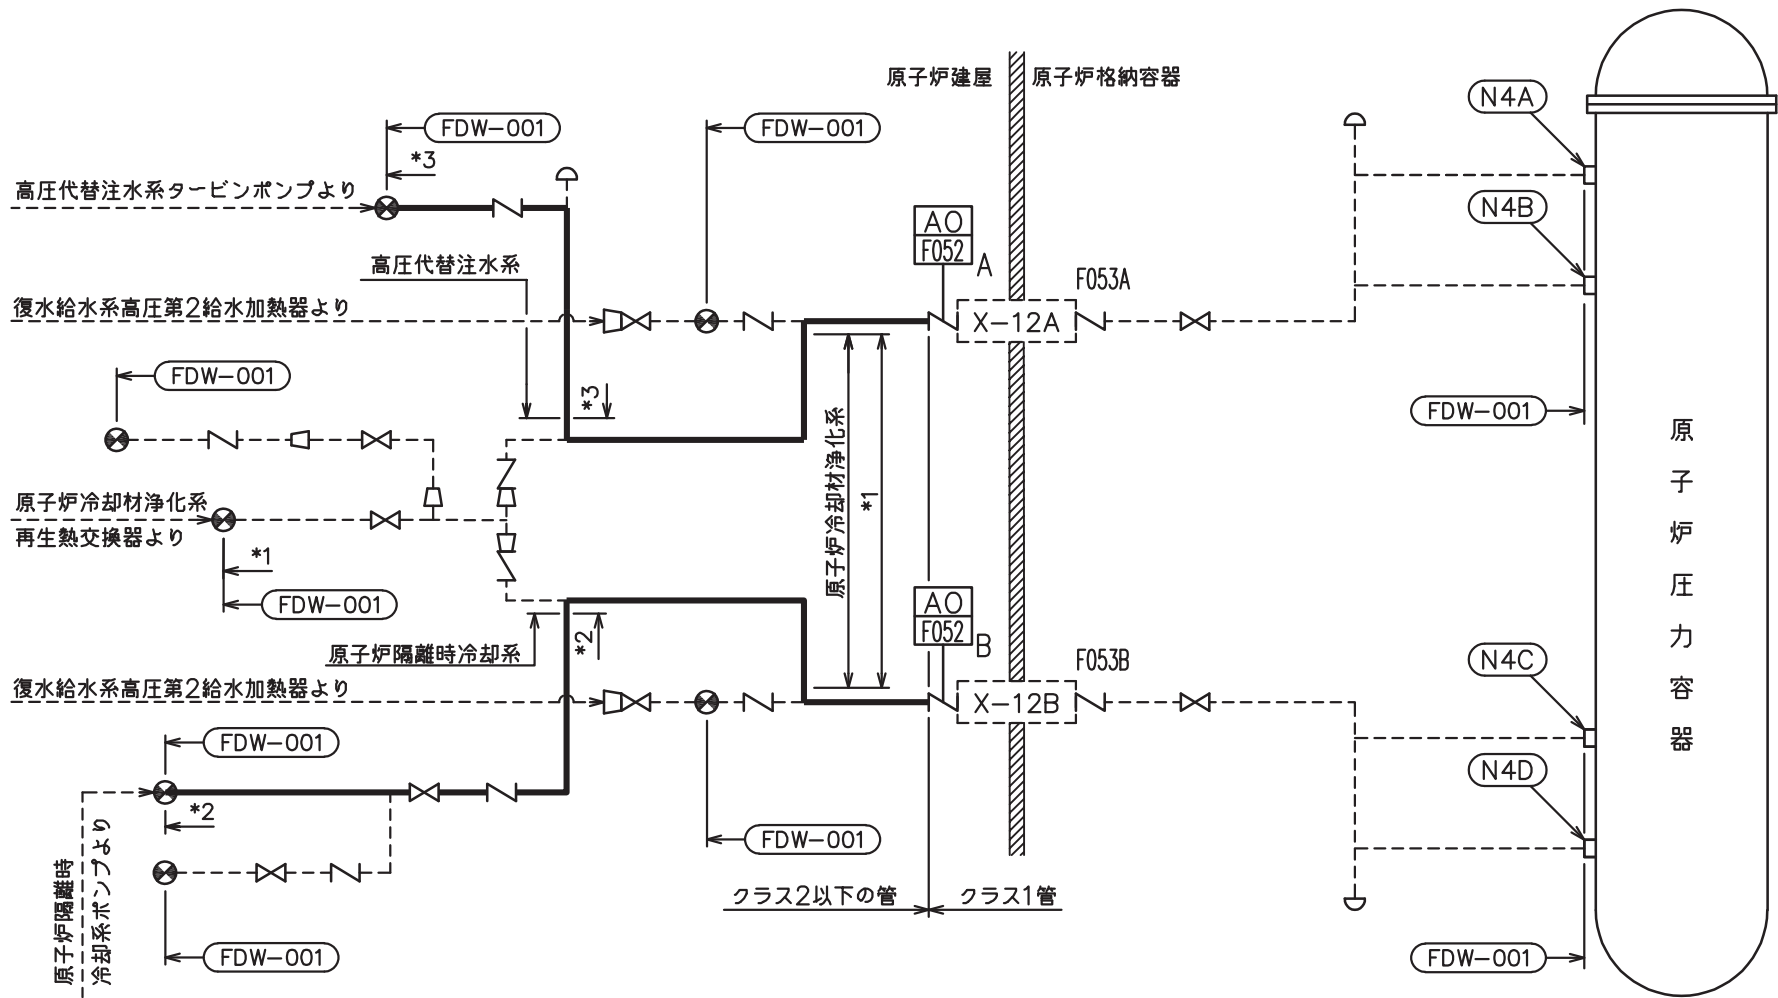 原子炉建屋
原子炉格納容器
N4A
FDW-001
FDW-001
*3
高圧代替注水系タービンポンプより
N4B
AO
F052
A
高圧代替注水系
F053A
復水給水系高圧第2給水加熱器より
X-12A
FDW-001
*3
FDW-001
原子炉圧力容器
原子炉冷却材浄化系
*1
原子炉冷却材浄化系
再生熱交換器より
*1
FDW-001
AO
F052
B
*2
原子炉隔離時冷却系
F053B
N4C
復水給水系高圧第2給水加熱器より
X-12B
FDW-001
N4D
*2
FDW-001
原子炉隔離時
冷却系ポンプより
クラス2以下の管
クラス1管
FDW-001
FDW-001